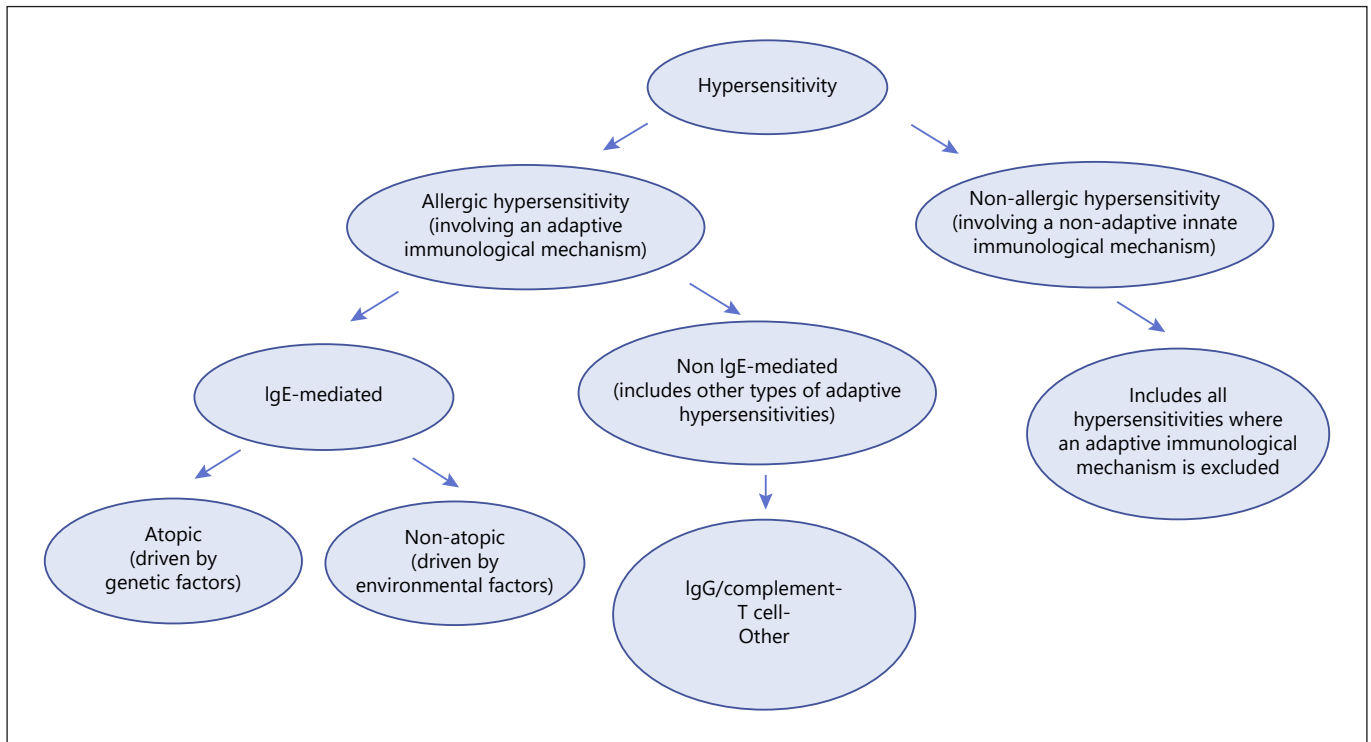 Hypersensitivity
Allergic hypersensitivity
(involving an adaptive
immunological mechanism)
Non-allergic hypersensitivity
(involving a non-adaptive innate
immunological mechanism)
IgE-mediated
Non IgE-mediated
(includes other types of adaptive
hypersensitivities)
Includes all
hypersensitivities where
an adaptive immunological
mechanism is excluded
Atopic
(driven by
genetic factors)
Non-atopic
(driven by
environmental factors)
IgG/complement-
T cell-
Other